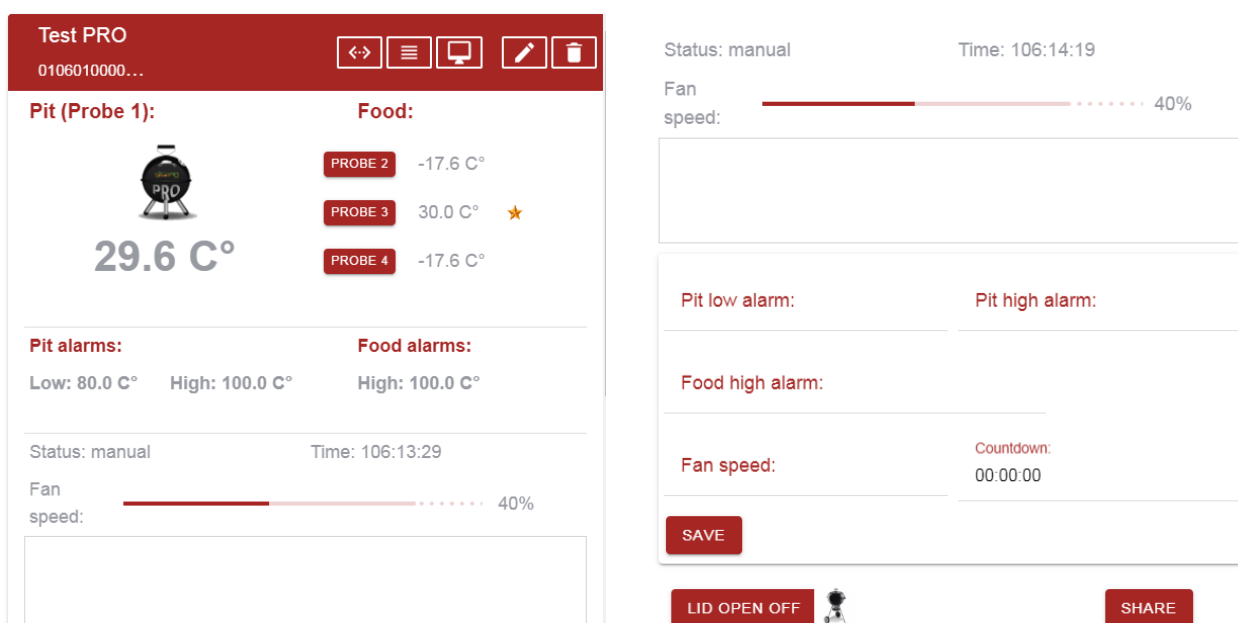 Test PRO
0106010000...
Pit (Probe 1):
Food:
PRO
29.6 C°
PROBE 2 -17.6 C°
PROBE 3 30.0 C°
PROBE 4 -17.6 C°
Pit alarms:
Food alarms:
Low: 80.0 C° High: 100.0 C°
High: 100.0 C°
Status: manual Time: 106:13:29
Fan
speed:
40%
Status: manual Time: 106:14:19
Fan
speed:
40%
Pit low alarm: Pit high alarm:
Food high alarm:
Fan speed:
Countdown:
00:00:00
SAVE
LID OPEN OFF SHARE